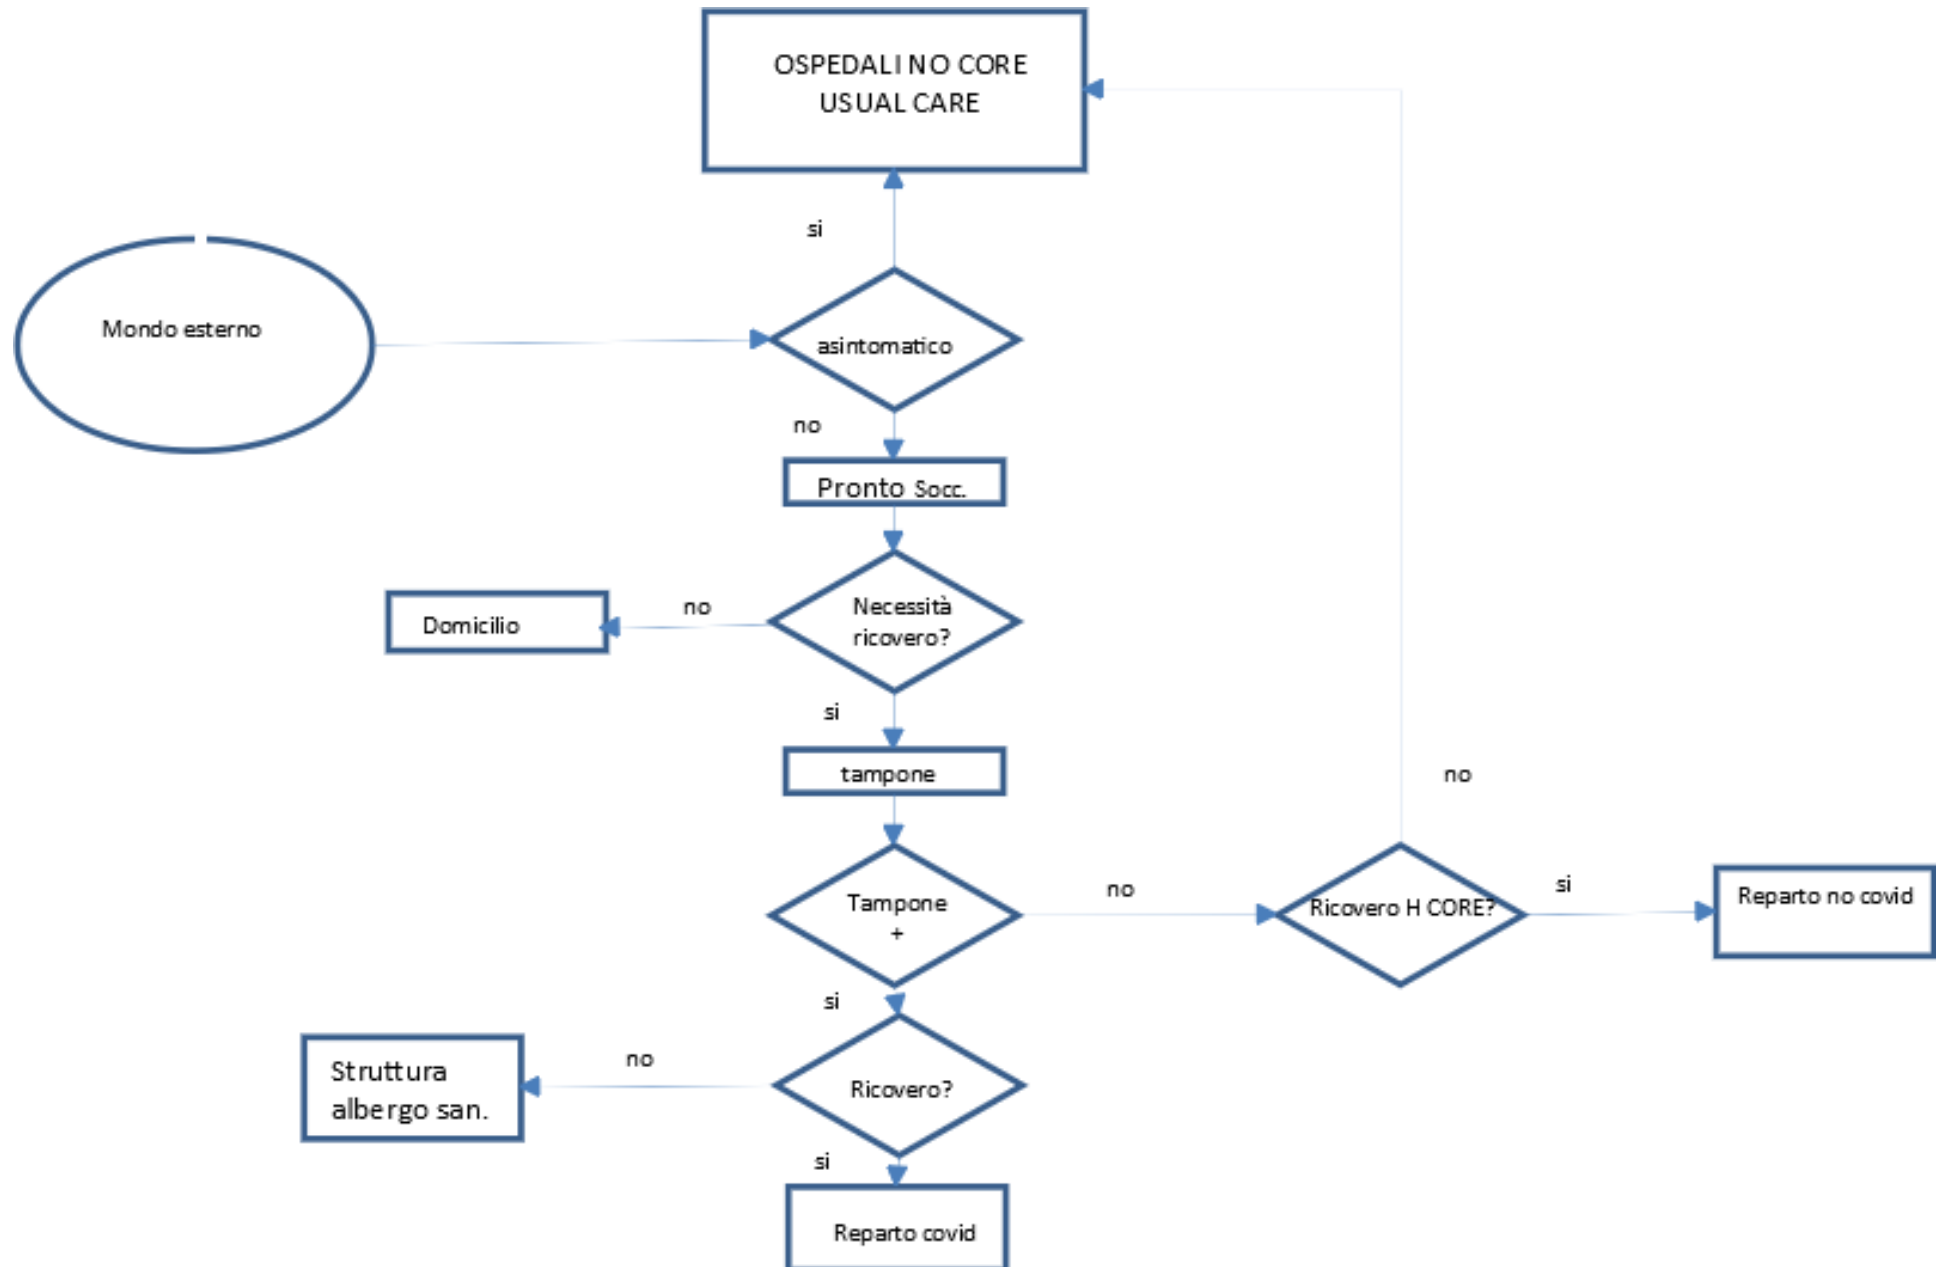 OSPEDALI NO CORE
USUAL CARE
si
Mondo esterno
asintomatico
no
Pronto Socc.
Necessità
ricovero?
no
Domicilio
si
tampone
no
Tampone
+
no
Ricovero H CORE?
si
Reparto no covid
si
Struttura
albergo san.
no
Ricovero?
si
Reparto covid